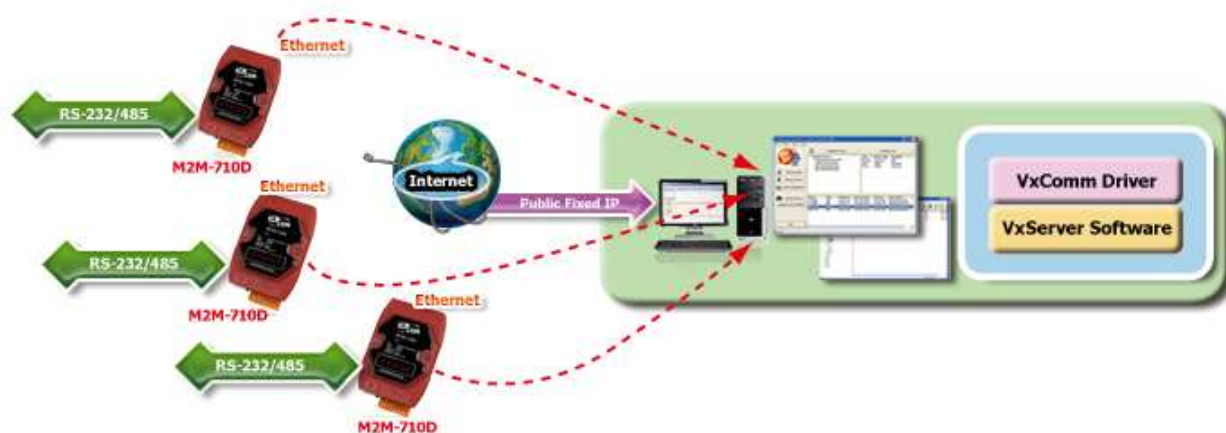 Ethernet
RS-232/485
M2M-710D
Internet
Public Fixed IP
VxComm Driver
VxServer Software
Ethernet
RS-232/485
M2M-710D
Ethernet
RS-232/485
M2M-710D